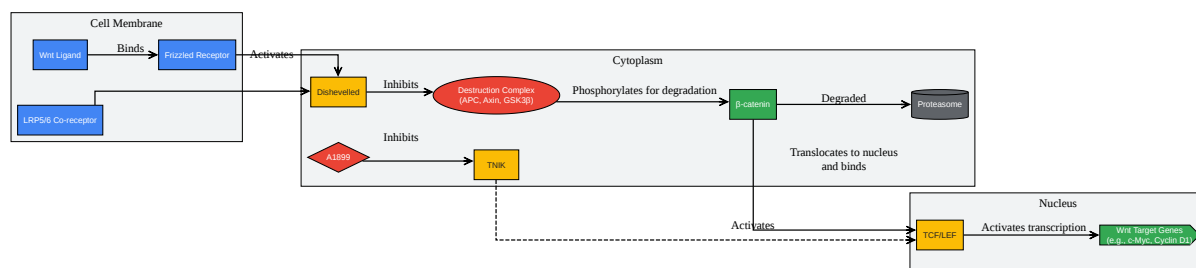 Cell Membrane
Wnt Ligand
Binds
Frizzled Receptor
Activates
LRP5/6 Co-receptor
Cytoplasm
Dishevelled
Inhibits
Destruction Complex
(APC, Axin, GSK3β)
Phosphorylates for degradation
β-catenin
Degraded
Proteasome
A1899
Inhibits
TNIK
Translocates to nucleus
and binds
Activates
Nucleus
TCF/LEF
Activates transcription
Wnt Target Genes
(e.g., c-Myc, Cyclin D1)